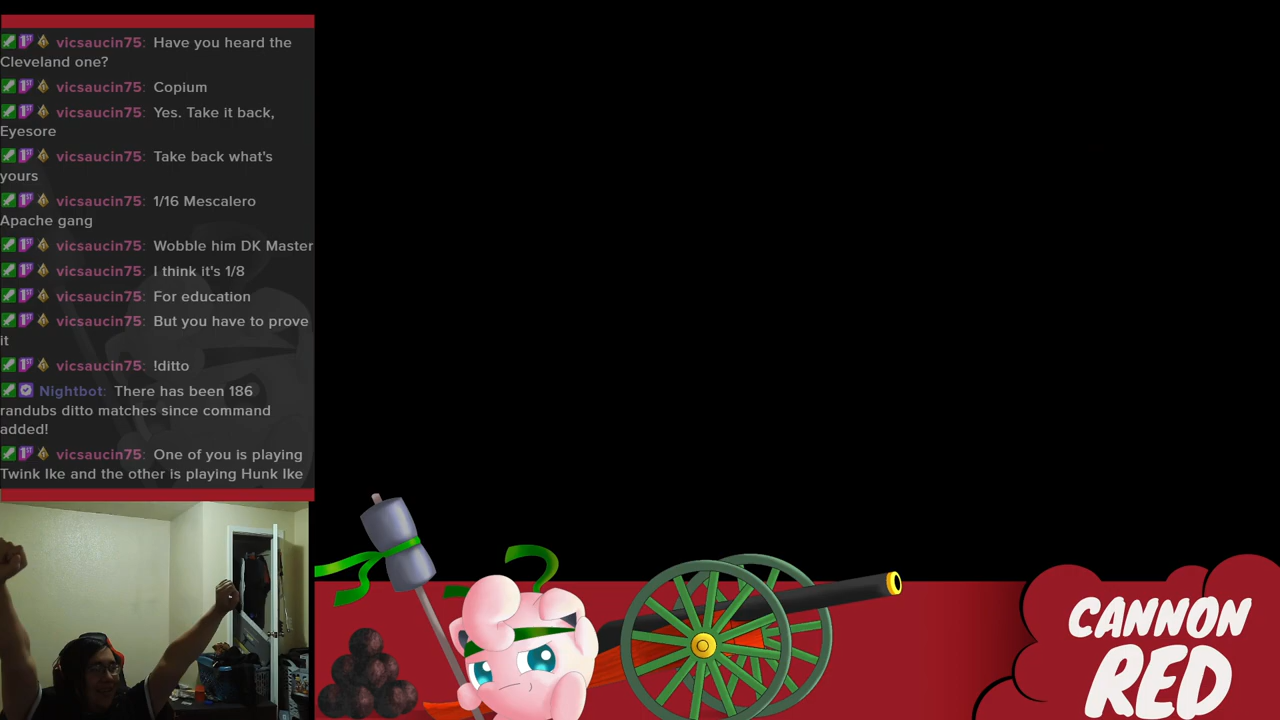 vicsaucin75: Have you heard the
Cleveland one?
vicsaucin75: Copium
vicsaucin75: Yes. Take it back,
Eyesore
vicsaucin75: Take back what's
yours
vicsaucin75: 1/16 Mescalero
Apache gang
vicsaucin75: Wobble him DK Master
vicsaucin75: I think it's 1/8
vicsaucin75: For education
vicsaucin75: But you have to prove
it
vicsaucin75: !ditto
Nightbot: There has been 186
randubs ditto matches since command
added!
vicsaucin75: One of you is playing
Twink Ike and the other is playing Hunk Ike
CANNON
RED